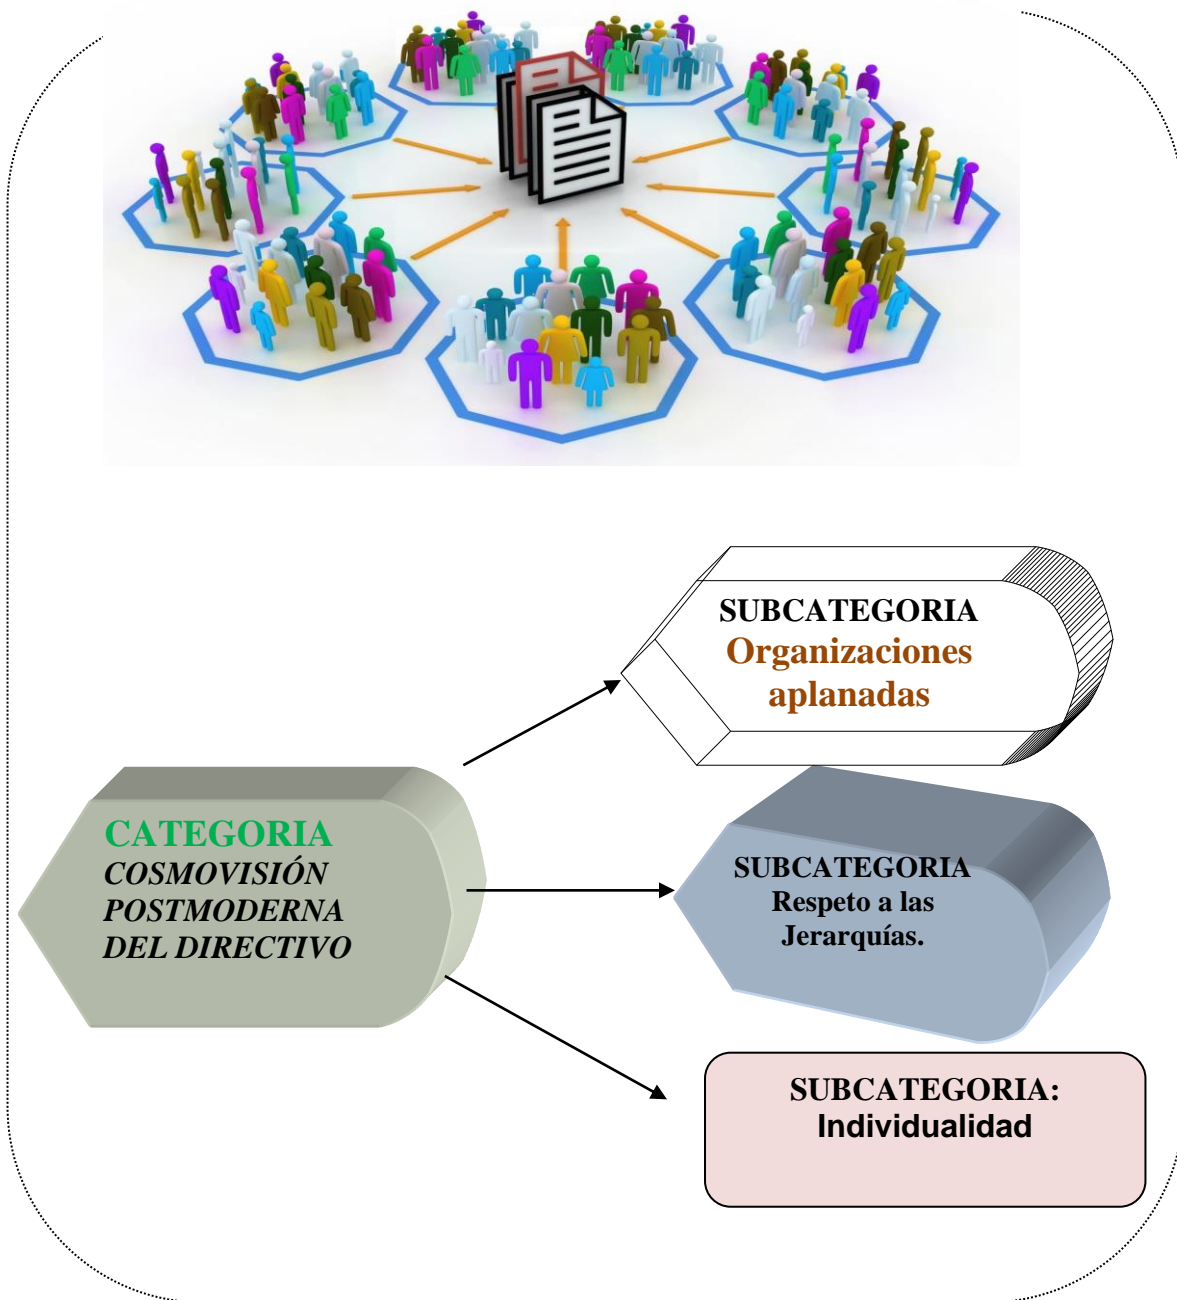 SUBCATEGORIA
Organizaciones
aplanadas
CATEGORIA
COSMOVISIÓN
POSTMODERNA
DEL DIRECTIVO
SUBCATEGORIA
Respeto a las
Jerarquías.
SUBCATEGORIA:
Individualidad